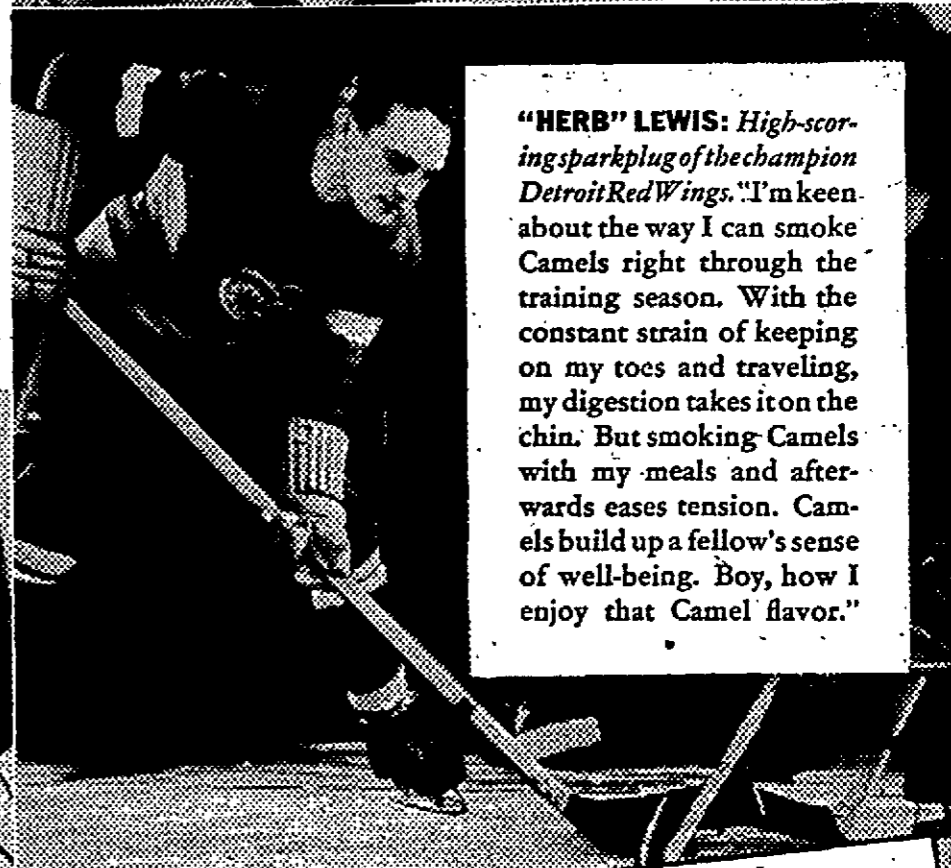 “HERB” LEWIS: High-scor-
ing sparkplug of the champion
Detroit Red Wings. “I'm keen
about the way I can smoke
Camels right through the
training season. With the
constant strain of keeping
on my toes and traveling,
my digestion takes it on the
chin. But smoking Camels
with my meals and after-
wards eases tension. Cam-
els build up a fellow's sense
of well-being. Boy, how I
enjoy that Camel flavor.”